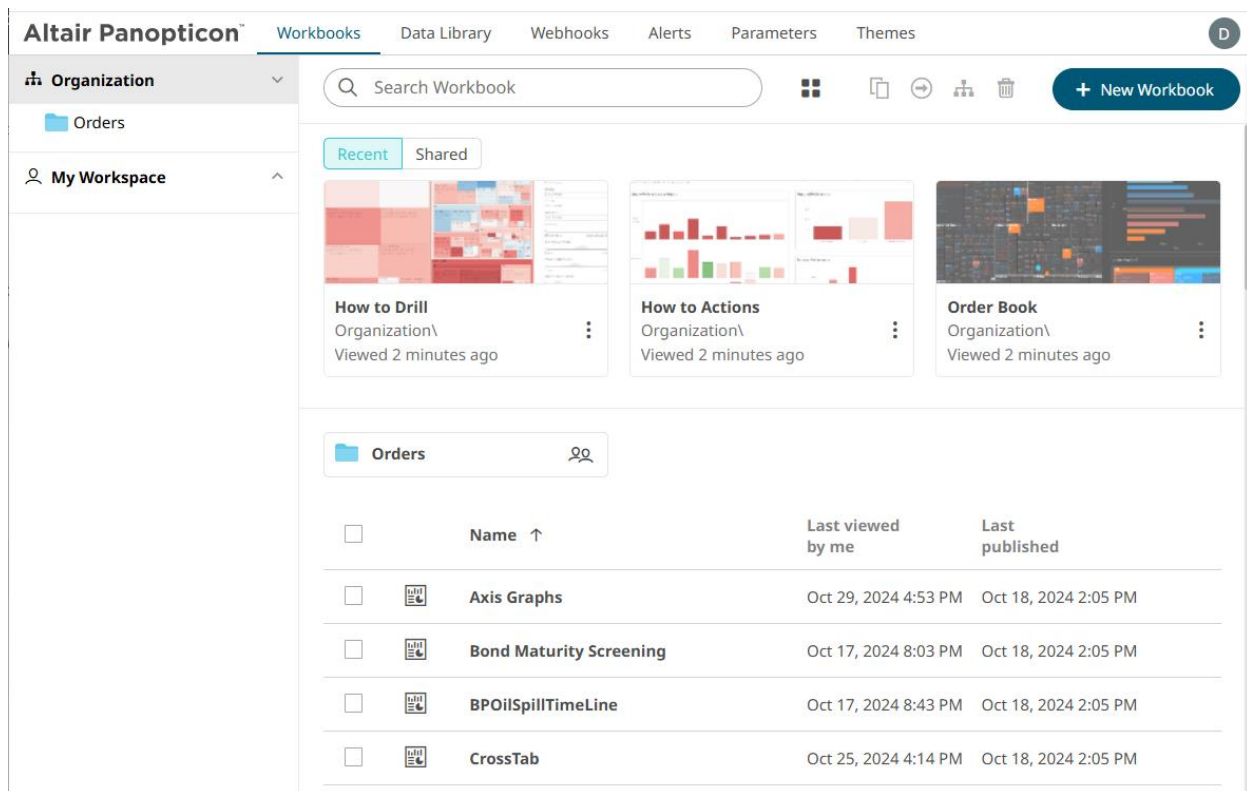 Altair Panopticon™ Workbooks Data Library Webhooks Alerts Parameters Themes D
Organization
Orders
My Workspace
Search Workbook
+ New Workbook
Recent Shared
How to Drill
Organization\
Viewed 2 minutes ago
How to Actions
Organization\
Viewed 2 minutes ago
Order Book
Organization\
Viewed 2 minutes ago
Orders
Name ↑ Last viewed by me Last published
Axis Graphs Oct 29, 2024 4:53 PM Oct 18, 2024 2:05 PM
Bond Maturity Screening Oct 17, 2024 8:03 PM Oct 18, 2024 2:05 PM
BPOilSpillTimeLine Oct 17, 2024 8:43 PM Oct 18, 2024 2:05 PM
CrossTab Oct 25, 2024 4:14 PM Oct 18, 2024 2:05 PM